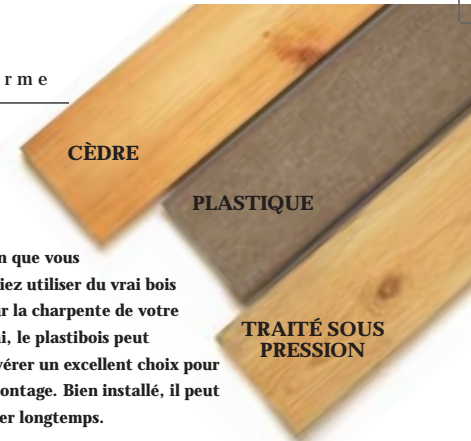 r m e
CÈDRE
PLASTIQUE
n que vous
iez utiliser du vrai bois
r la charpente de votre
i, le plastibois peut
vérer un excellent choix pour
ontage. Bien installé, il peut
er longtemps.
TRAITÉ SOUS
PRESSION